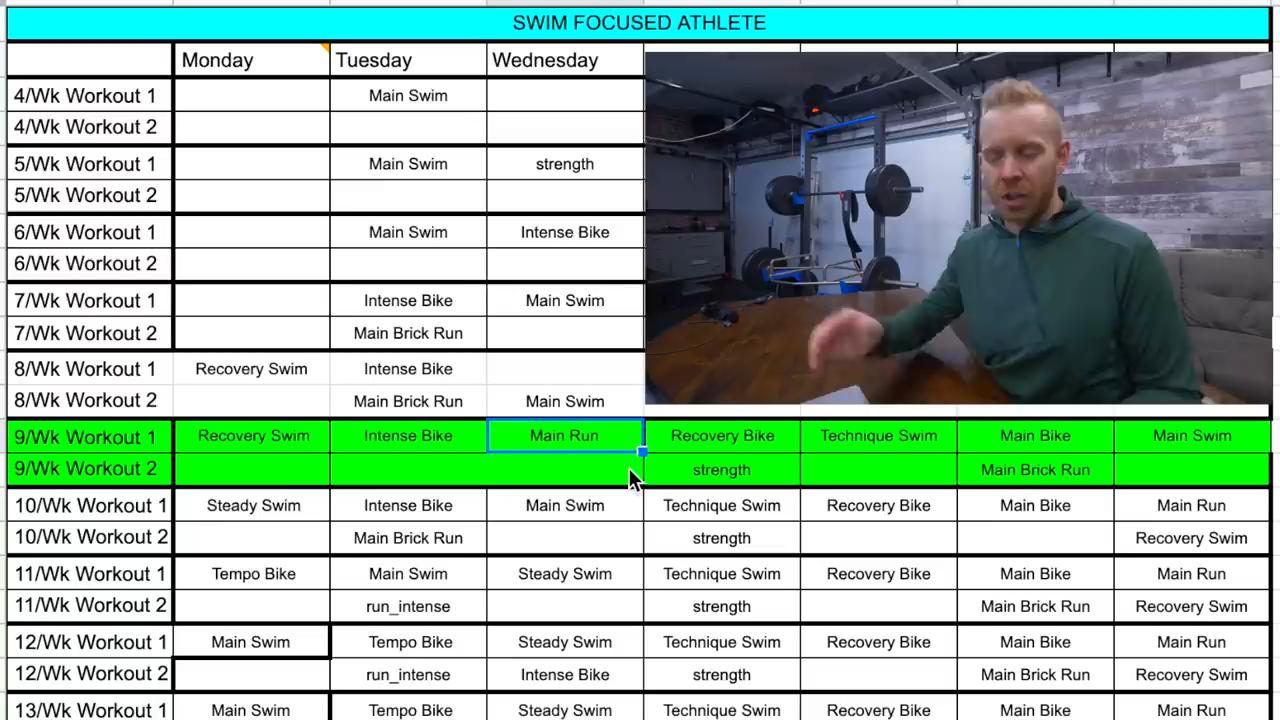 SWIM FOCUSED ATHLETE
Monday Tuesday Wednesday
4/Wk Workout 1 Main Swim
4/Wk Workout 2
5/Wk Workout 1 Main Swim strength
5/Wk Workout 2
6/Wk Workout 1 Main Swim Intense Bike
6/Wk Workout 2
7/Wk Workout 1 Intense Bike Main Swim
7/Wk Workout 2 Main Brick Run
8/Wk Workout 1 Recovery Swim Intense Bike
8/Wk Workout 2 Main Brick Run Main Swim
9/Wk Workout 1 Recovery Swim Intense Bike Main Run Recovery Bike Technique Swim Main Bike Main Swim
9/Wk Workout 2 strength Main Brick Run
10/Wk Workout 1 Steady Swim Intense Bike Main Swim Technique Swim Recovery Bike Main Bike Main Run
10/Wk Workout 2 Main Brick Run strength Recovery Swim
11/Wk Workout 1 Tempo Bike Main Swim Steady Swim Technique Swim Recovery Bike Main Bike Main Run
11/Wk Workout 2 run_intense strength Main Brick Run Recovery Swim
12/Wk Workout 1 Main Swim Tempo Bike Steady Swim Technique Swim Recovery Bike Main Bike Main Run
12/Wk Workout 2 run_intense Intense Bike strength Main Brick Run Recovery Swim
13/Wk Workout 1 Main Swim Tempo Bike Steady Swim Technique Swim Recovery Bike Main Bike Main Run